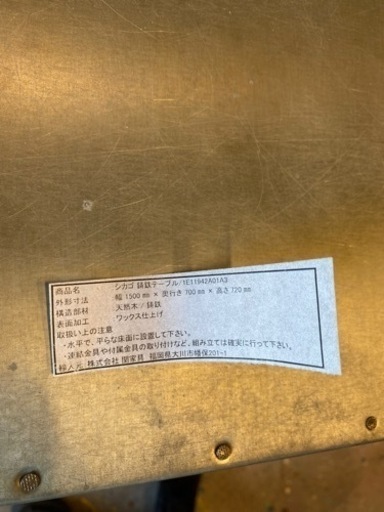 商品名 シカゴ 鋳鉄テーブル/1E11942A01A3
外形寸法 幅 1500 ㎜ × 奥行き 700 ㎜ × 高さ 720 ㎜
構造部材 天然木/鋳鉄
表面加工 ワックス仕上げ
取扱い上の注意
・水平で、平らな床面に設置して下さい。
・連結金具や付属金具の取り付けなど、組み立ては確実に行って下さい。
輸入元 株式会社 関家具 福岡県大川市幡保201-1